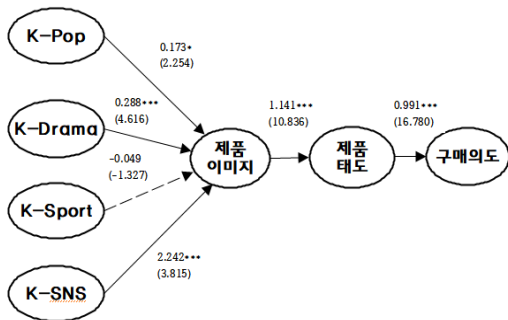 K-Pop
0.173*
(2.254)
K-Drama
0.288***
(4.616)
-0.049
(-1.327)
K-Sport
K-SNS
2.242***
(3.815)
제품
이미지
1.141***
(10.836)
제품
태도
0.991***
(16.780)
구매의도